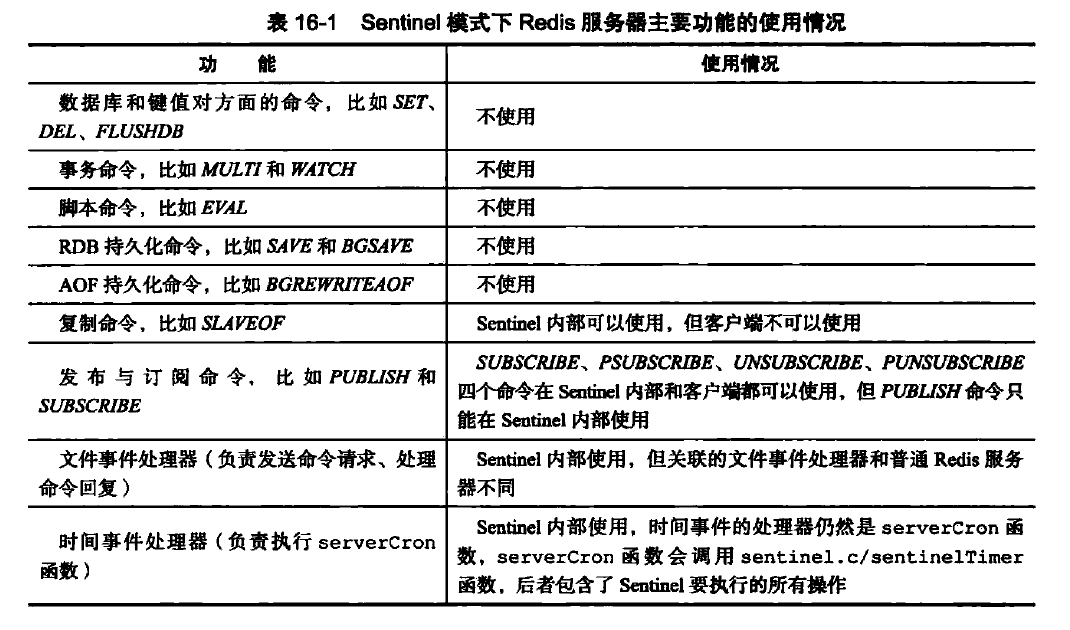 表 16-1 Sentinel 模式下 Redis 服务器主要功能的使用情况
功 能 使用情况
数据库和键值对方面的命令，比如 SET、
DEL、FLUSHDB
不使用
事务命令，比如 MULTI 和 WATCH 不使用
脚本命令，比如 EVAL 不使用
RDB 持久化命令，比如 SAVE 和 BGSAVE 不使用
AOF 持久化命令，比如 BGREWRITEAOF 不使用
复制命令，比如 SLAVEOF Sentinel 内部可以使用，但客户端不可以使用
发布与订阅命令，比如 PUBLISH 和
SUBSCRIBE
SUBSCRIBE、PSUBSCRIBE、UNSUBSCRIBE、PUNSUBSCRIBE
四个命令在 Sentinel 内部和客户端都可以使用，但 PUBLISH 命令只
能在 Sentinel 内部使用
文件事件处理器（负责发送命令请求、处理
命令回复）
Sentinel 内部使用，但关联的文件事件处理器和普通 Redis 服务
器不同
时间事件处理器（负责执行 serverCron
函数）
Sentinel 内部使用，时间事件的处理器仍然是 serverCron 函
数，serverCron 函数会调用 sentinel.c/sentinelTimer
函数，后者包含了 Sentinel 要执行的所有操作